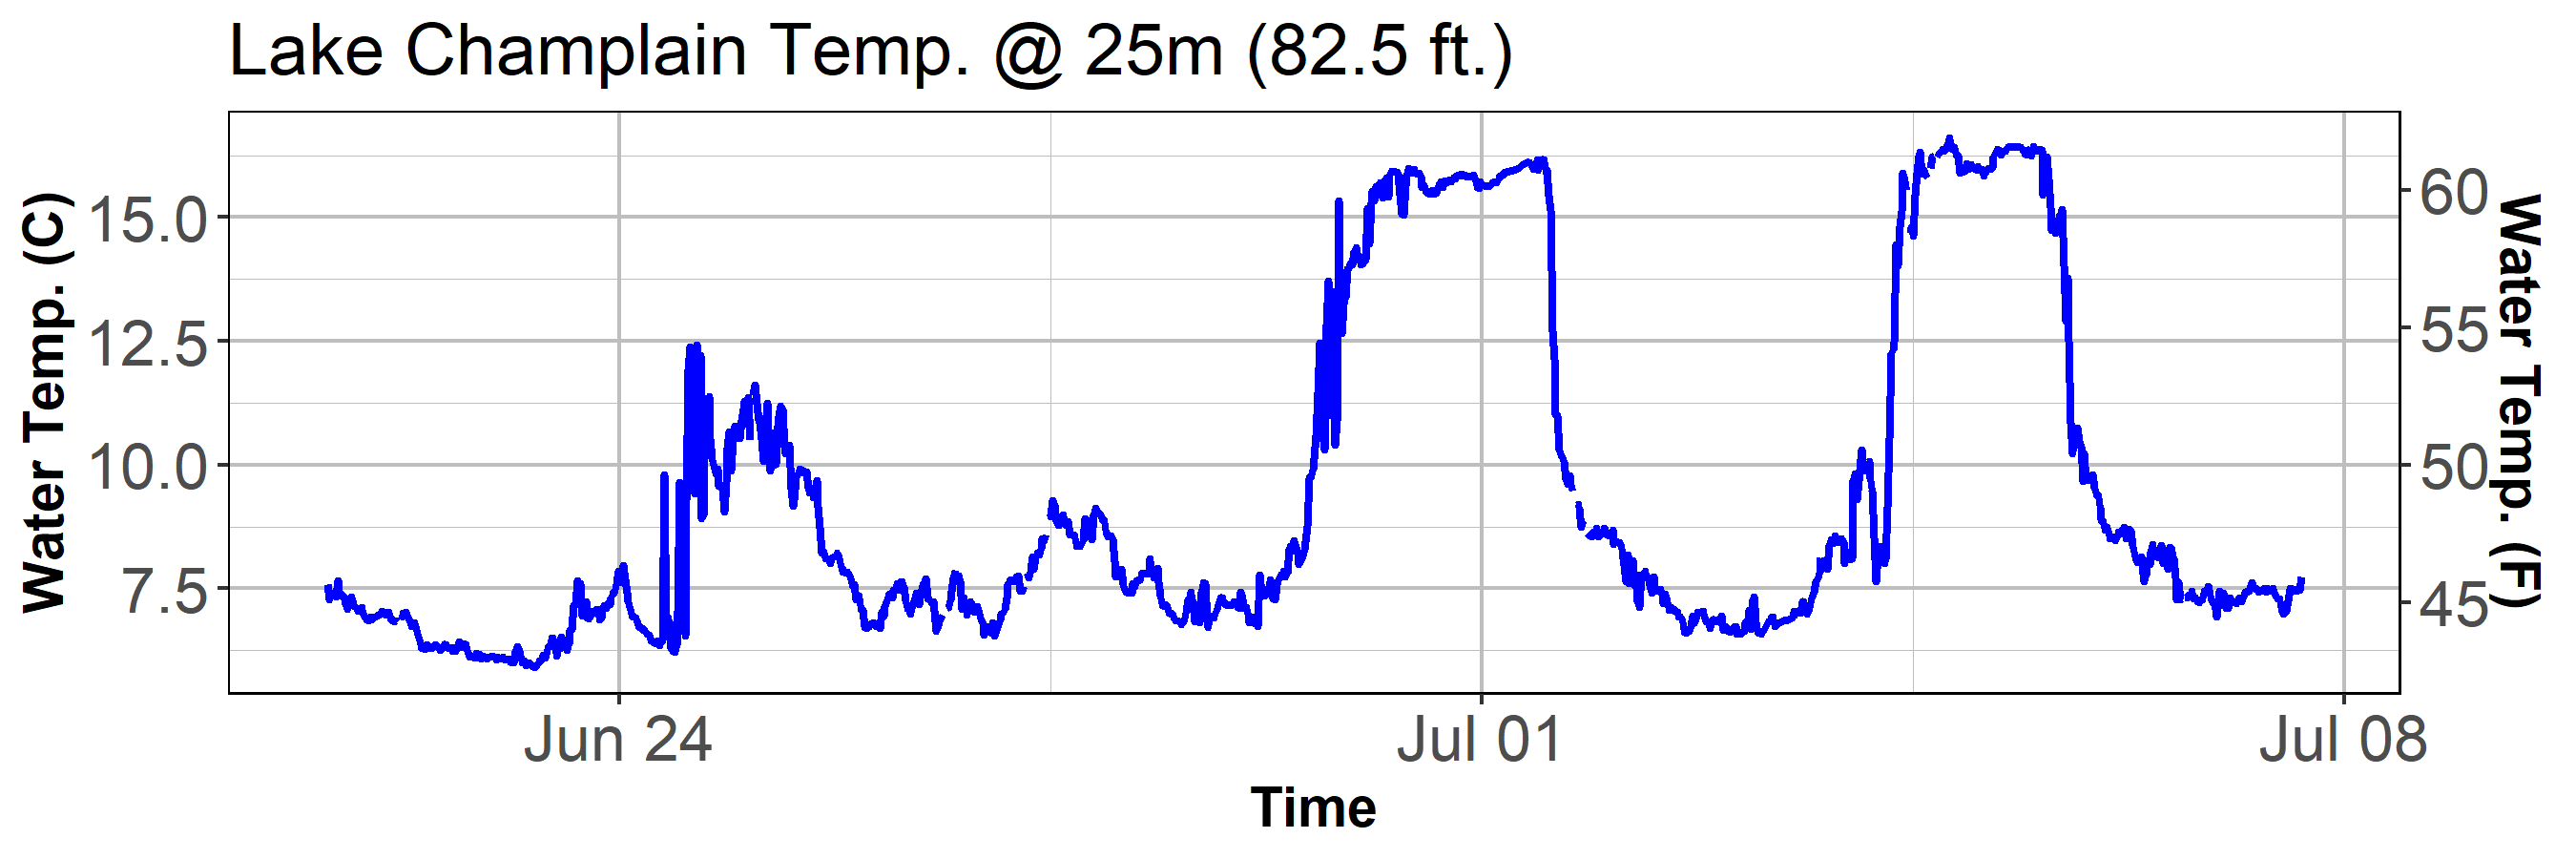 Lake Champlain Temp. @ 25m (82.5 ft.)
Water Temp. (C)
15.0
12.5
10.0
7.5
60
55
50
45
Water Temp. (F)
Jun 24
Jul 01
Jul 08
Time